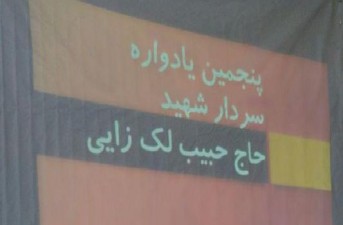 پنجمین یادواره
سردار شهید
حاج حبیب لک زایی